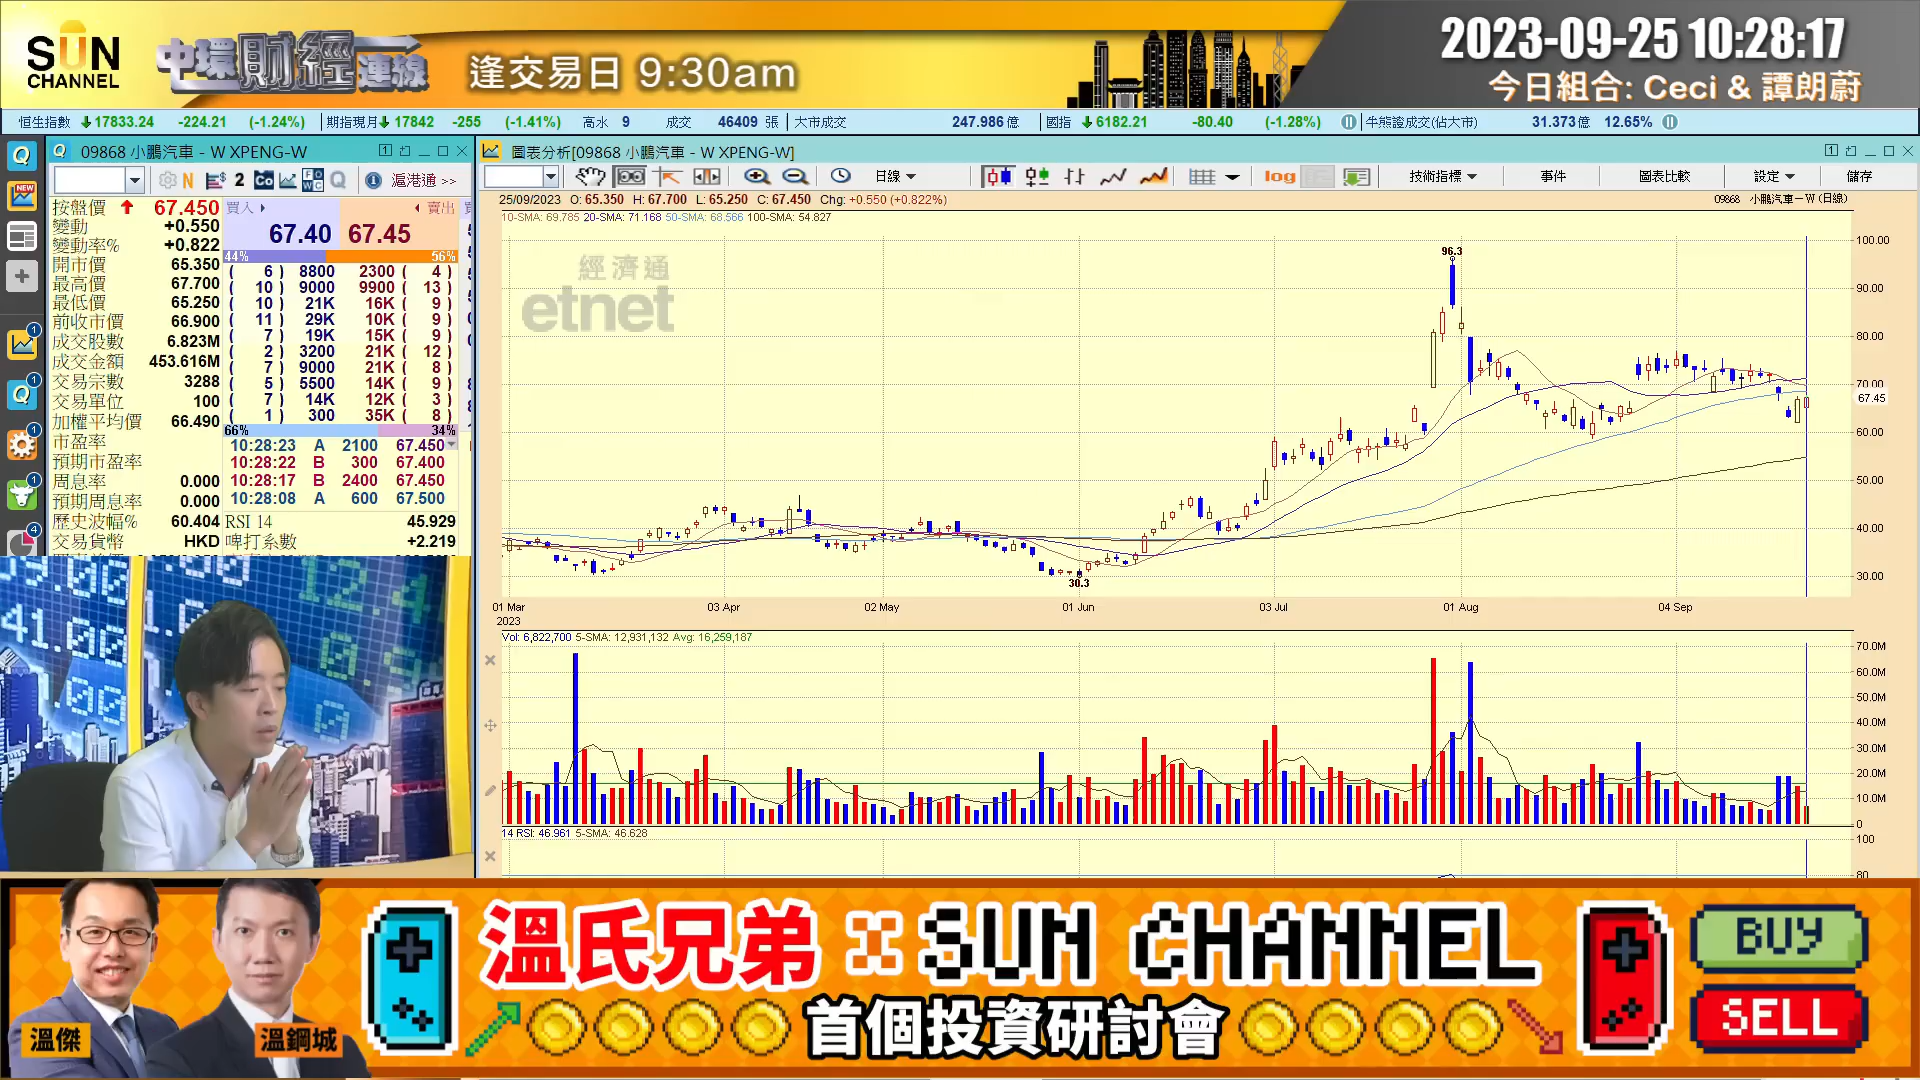 SUN
CHANNEL
中環財經連線
逢交易日 9:30am
2023-09-25 10:28:17
今日組合: Ceci & 譚朗蔚
恒生指數 17833.24 -224.21 (-1.24%) 期指現月 17842 -255 (-1.41%) 高水 9 成交 46409 張 大市成交 247.986 億 國指 6182.21 -80.40 (-1.28%) 牛熊證成交(佔大市) 31.373億 12.65%
09868 小鵬汽車 - W XPENG-W
滬港通 >>
按盤價 67.450
變動 +0.550
變動率% +0.822
開市價 65.350
最高價 67.700
最低價 65.250
前收市價 66.900
成交股數 6.823M
成交金額 453.616M
交易宗數 3288
交易單位 100
加權平均價 66.490
市盈率
預期市盈率
周息率 0.000
預期周息率 0.000
歷史波幅% 60.404
交易貨幣 HKD
買入 賣出
67.40 67.45
44% 56%
( 6 ) 8800 2300 ( 4 )
( 10 ) 9000 9900 ( 13 )
( 10 ) 21K 16K ( 9 )
( 11 ) 29K 10K ( 9 )
( 7 ) 19K 15K ( 9 )
( 2 ) 3200 21K ( 12 )
( 7 ) 9000 21K ( 8 )
( 5 ) 5500 14K ( 9 )
( 7 ) 14K 12K ( 3 )
( 1 ) 300 35K ( 8 )
66% 34%
10:28:23 A 2100 67.450
10:28:22 B 300 67.400
10:28:17 B 2400 67.450
10:28:08 A 600 67.500
RSI 14 45.929
啤打系數 +2.219
圖表分析[09868 小鵬汽車 - W XPENG-W]
日線 log 技術指標 事件 圖表比較 設定 儲存
25/09/2023 O: 65.350 H: 67.700 L: 65.250 C: 67.450 Chg: +0.550 (+0.822%)
09868 小鵬汽車－W (日線)
10-SMA: 69.785 20-SMA: 71.168 50-SMA: 68.566 100-SMA: 54.827
經濟通
etnet
96.3
30.3
100.00
90.00
80.00
70.00
67.45
60.00
50.00
40.00
30.00
01 Mar 03 Apr 02 May 01 Jun 03 Jul 01 Aug 04 Sep
2023
Vol: 6,822,700 5-SMA: 12,931,132 Avg: 16,259,187
70.0M
60.0M
50.0M
40.0M
30.0M
20.0M
10.0M
0
14 RSI: 46.961 5-SMA: 46.628
100
80
溫傑
溫鋼城
溫氏兄弟 X SUN CHANNEL
首個投資研討會
BUY
SELL